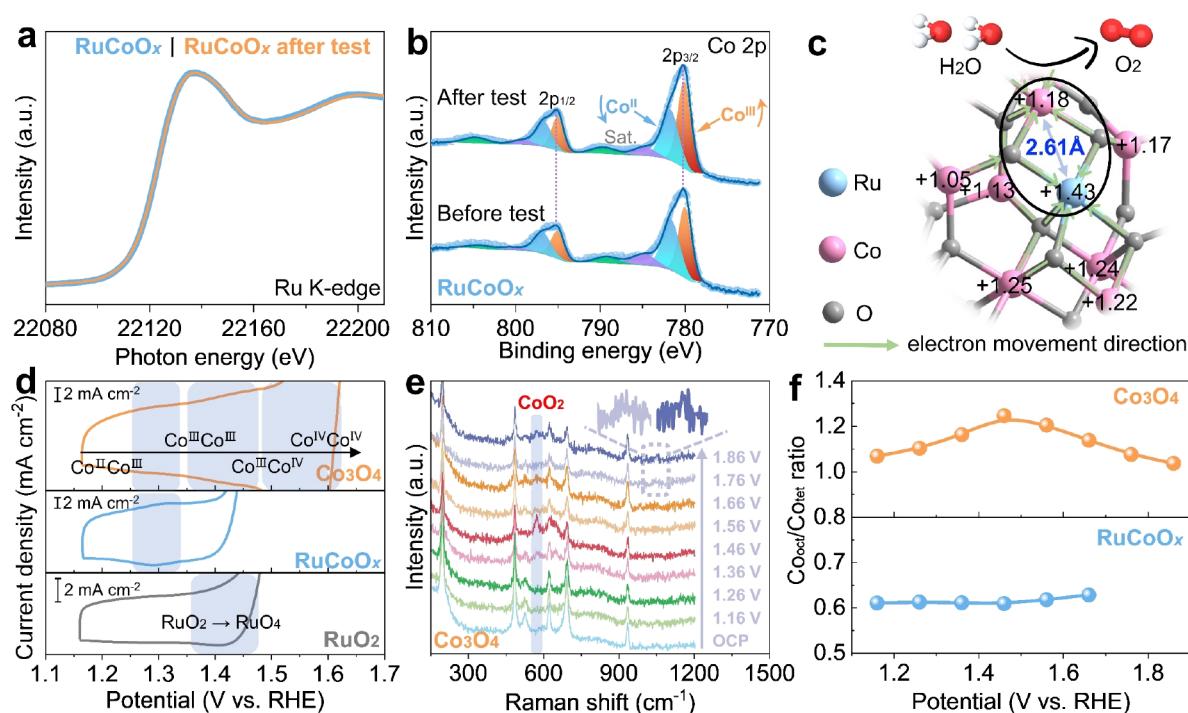 a
RuCoOx | RuCoOx after test
Intensity (a.u.)
Ru K-edge
22080 22120 22160 22200
Photon energy (eV)
b
Co 2p
2p3/2
After test
2p1/2
CoII
CoIII
Sat.
Before test
RuCoOx
Intensity (a.u.)
810 800 790 780 770
Binding energy (eV)
c
H2O
O2
+1.18
2.61Å
+1.17
+1.05
+1.13
+1.43
+1.24
+1.25
+1.22
Ru
Co
O
electron movement direction
d
2 mA cm-2
CoIIICoIII
CoIVCoIV
CoIICoIII
CoIIICoIV
Co3O4
2 mA cm-2
RuCoOx
2 mA cm-2
RuO2 → RuO4
RuO2
Current density (mA cm-2)
1.1 1.2 1.3 1.4 1.5 1.6 1.7
Potential (V vs. RHE)
e
CoO2
1.86 V
1.76 V
1.66 V
1.56 V
1.46 V
1.36 V
1.26 V
1.16 V
OCP
Co3O4
Intensity (a.u.)
300 600 900 1200 1500
Raman shift (cm-1)
f
1.4
Co3O4
1.2
1.0
0.8
RuCoOx
0.7
0.6
0.5
Cooct/Cotet ratio
1.2 1.4 1.6 1.8
Potential (V vs. RHE)